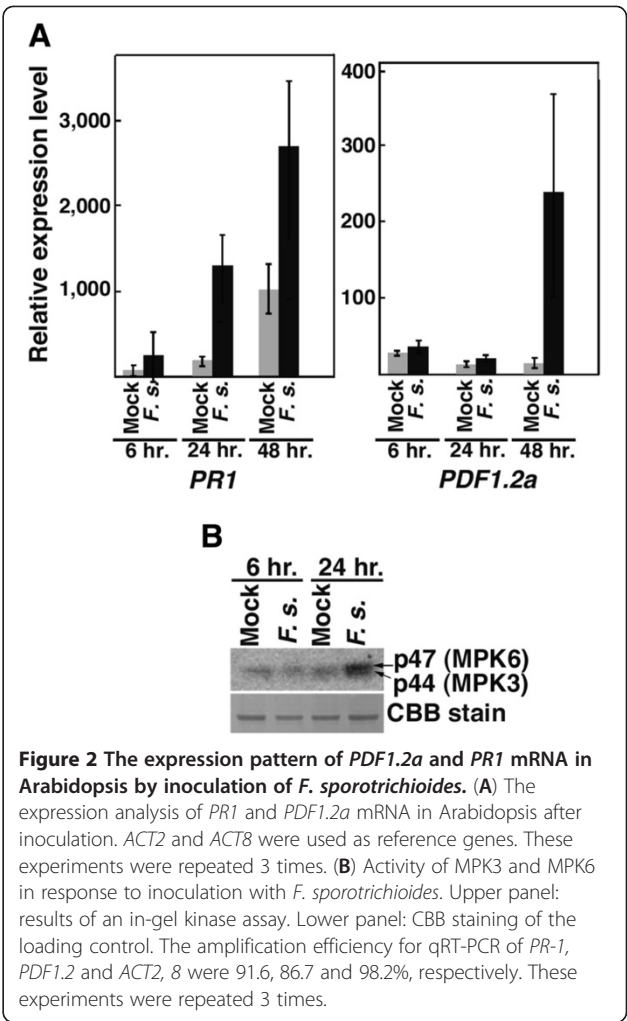 A
Relative expression level
3,000
2,000
1,000
400
300
200
100
Mock F. s. Mock F. s. Mock F. s.
6 hr. 24 hr. 48 hr.
PR1
Mock F. s. Mock F. s. Mock F. s.
6 hr. 24 hr. 48 hr.
PDF1.2a
B
6 hr. 24 hr.
Mock F. s. Mock F. s.
p47 (MPK6)
p44 (MPK3)
CBB stain
Figure 2 The expression pattern of PDF1.2a and PR1 mRNA in
Arabidopsis by inoculation of F. sporotrichioides. (A) The
expression analysis of PR1 and PDF1.2a mRNA in Arabidopsis after
inoculation. ACT2 and ACT8 were used as reference genes. These
experiments were repeated 3 times. (B) Activity of MPK3 and MPK6
in response to inoculation with F. sporotrichioides. Upper panel:
results of an in-gel kinase assay. Lower panel: CBB staining of the
loading control. The amplification efficiency for qRT-PCR of PR-1,
PDF1.2 and ACT2, 8 were 91.6, 86.7 and 98.2%, respectively. These
experiments were repeated 3 times.